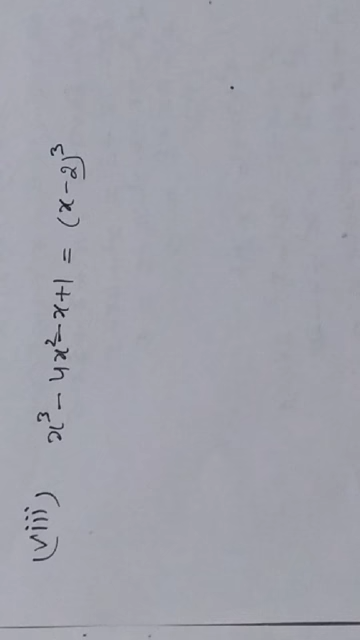 (viii) x³ - 4x² - x + 1 = (x - 2)³